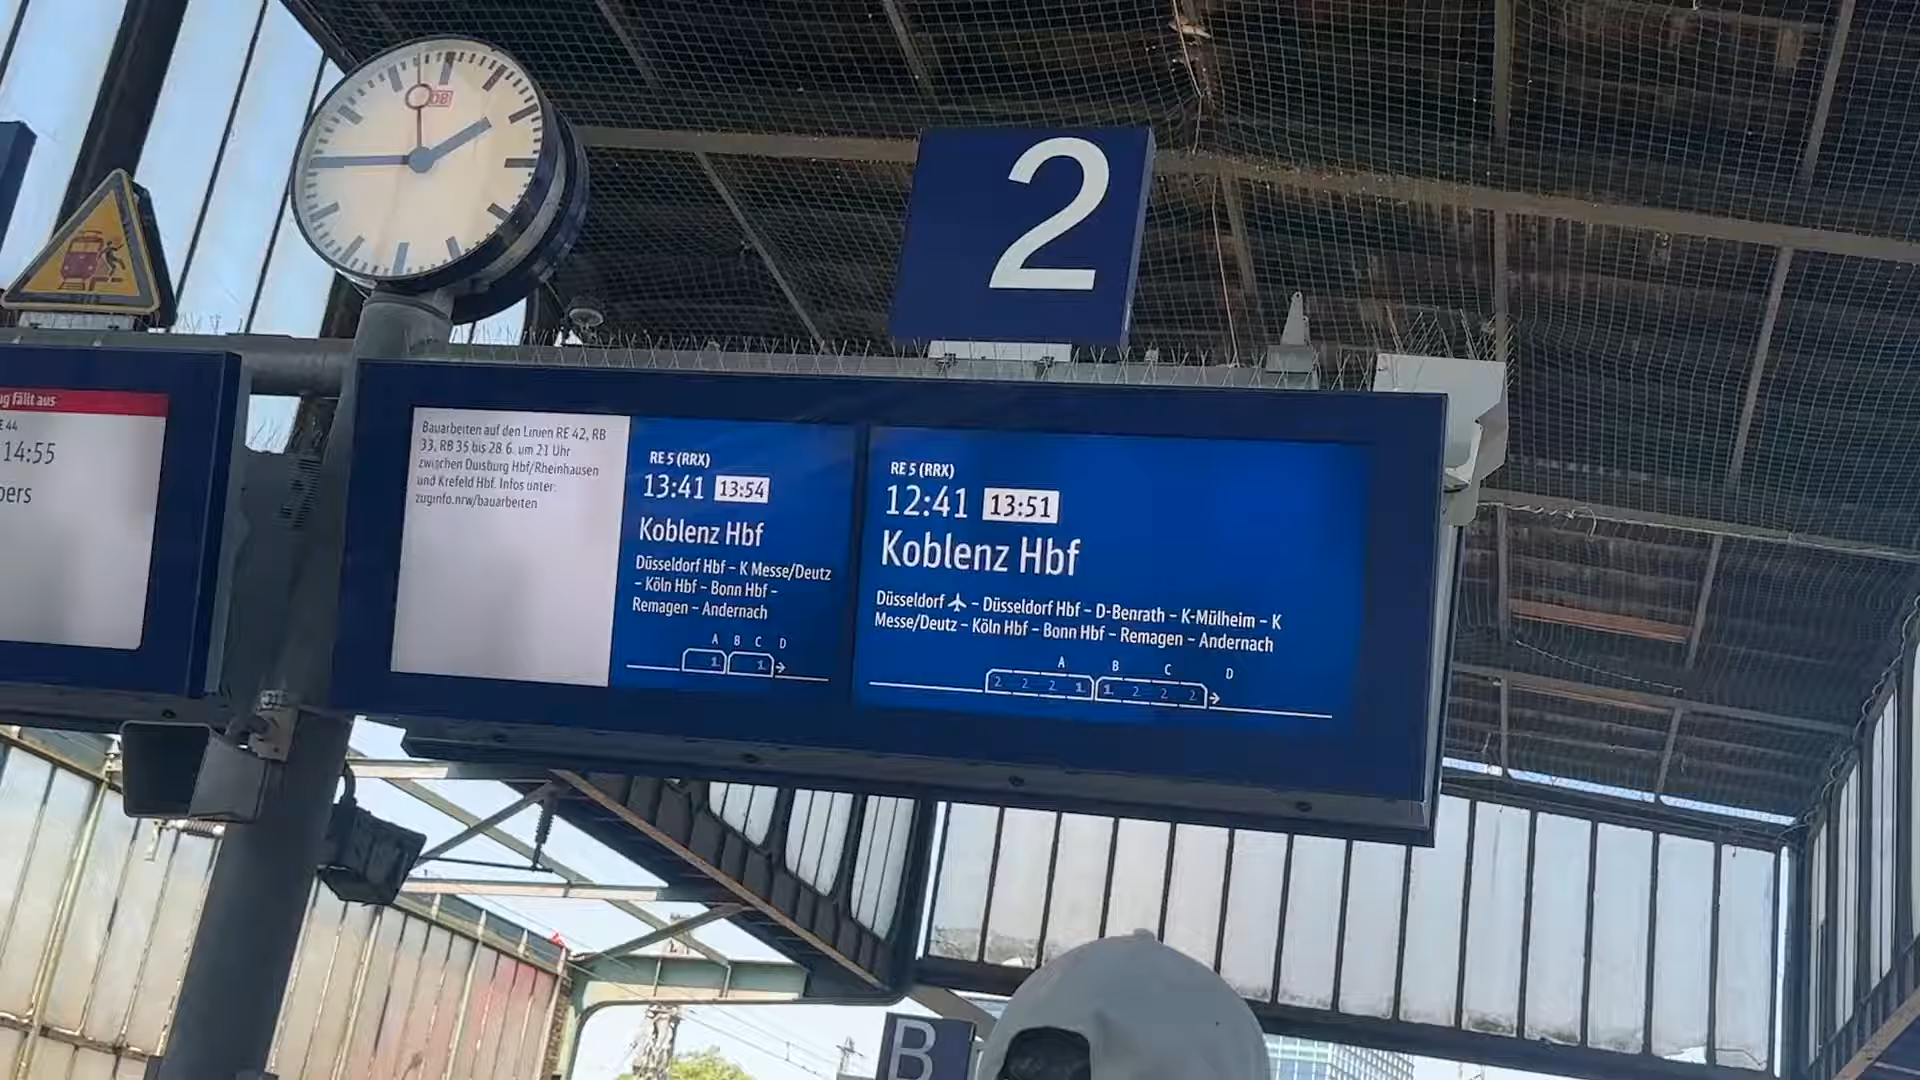 DB
2
ug fällt aus
E 44
14:55
pers
Bauarbeiten auf den Linien RE 42, RB
33, RB 35 bis 28.6. um 21 Uhr
zwischen Duisburg Hbf/Rheinhausen
und Krefeld Hbf. Infos unter:
zuginfo.nrw/bauarbeiten
RE 5 (RRX)
13:41 13:54
Koblenz Hbf
Düsseldorf Hbf – K Messe/Deutz
– Köln Hbf – Bonn Hbf –
Remagen – Andernach
A B C D
1 1
RE 5 (RRX)
12:41 13:51
Koblenz Hbf
Düsseldorf – Düsseldorf Hbf – D-Benrath – K-Mülheim – K
Messe/Deutz – Köln Hbf – Bonn Hbf – Remagen – Andernach
A B C D
2 2 2 1 1 2 2 2
B